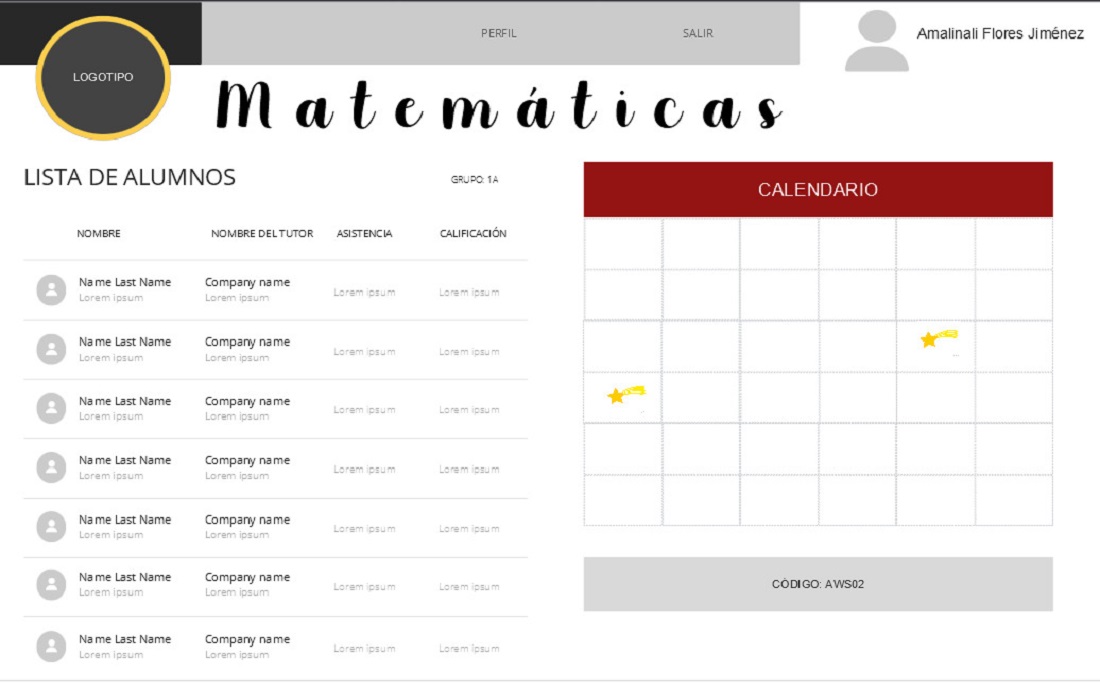 PERFIL SALIR Amalinali Flores Jiménez
LOGOTIPO
Matemáticas
LISTA DE ALUMNOS GRUPO: 1A
NOMBRE NOMBRE DEL TUTOR ASISTENCIA CALIFICACIÓN
Name Last Name Company name
Lorem ipsum Lorem ipsum Lorem ipsum Lorem ipsum
Name Last Name Company name
Lorem ipsum Lorem ipsum Lorem ipsum Lorem ipsum
Name Last Name Company name
Lorem ipsum Lorem ipsum Lorem ipsum Lorem ipsum
Name Last Name Company name
Lorem ipsum Lorem ipsum Lorem ipsum Lorem ipsum
Name Last Name Company name
Lorem ipsum Lorem ipsum Lorem ipsum Lorem ipsum
Name Last Name Company name
Lorem ipsum Lorem ipsum Lorem ipsum Lorem ipsum
Name Last Name Company name
Lorem ipsum Lorem ipsum Lorem ipsum Lorem ipsum
CALENDARIO
CÓDIGO: AWS02